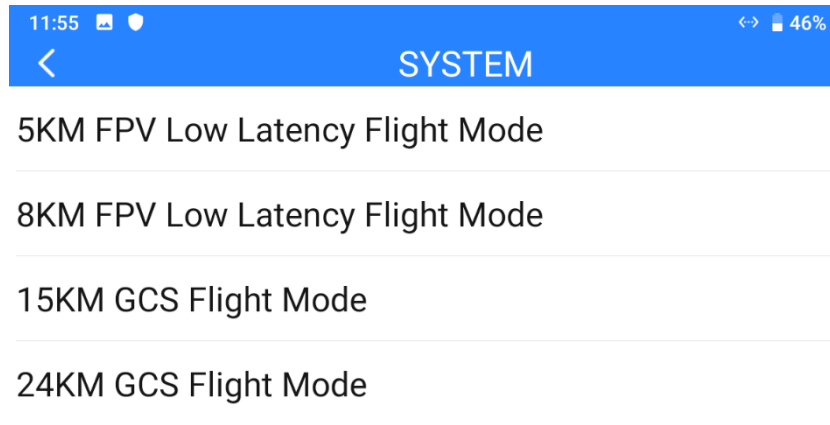 11:55
46%
SYSTEM
5KM FPV Low Latency Flight Mode
8KM FPV Low Latency Flight Mode
15KM GCS Flight Mode
24KM GCS Flight Mode